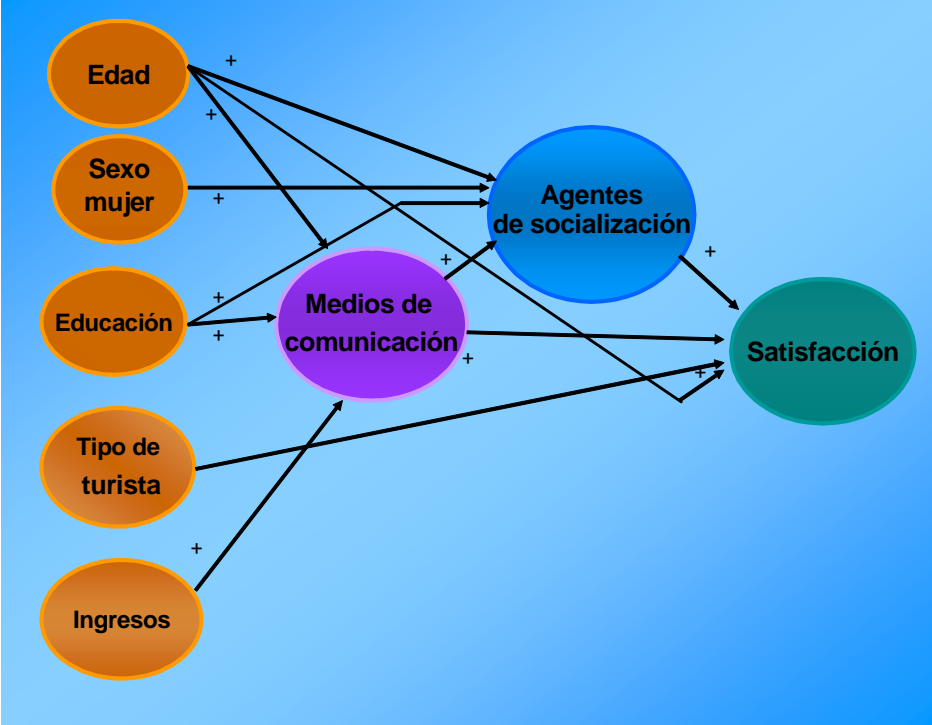 Edad
Sexo
mujer
Educación
Tipo de
turista
Ingresos
Medios de
comunicación
Agentes
de socialización
Satisfacción
+
+
+
+
+
+
+
+
+
+